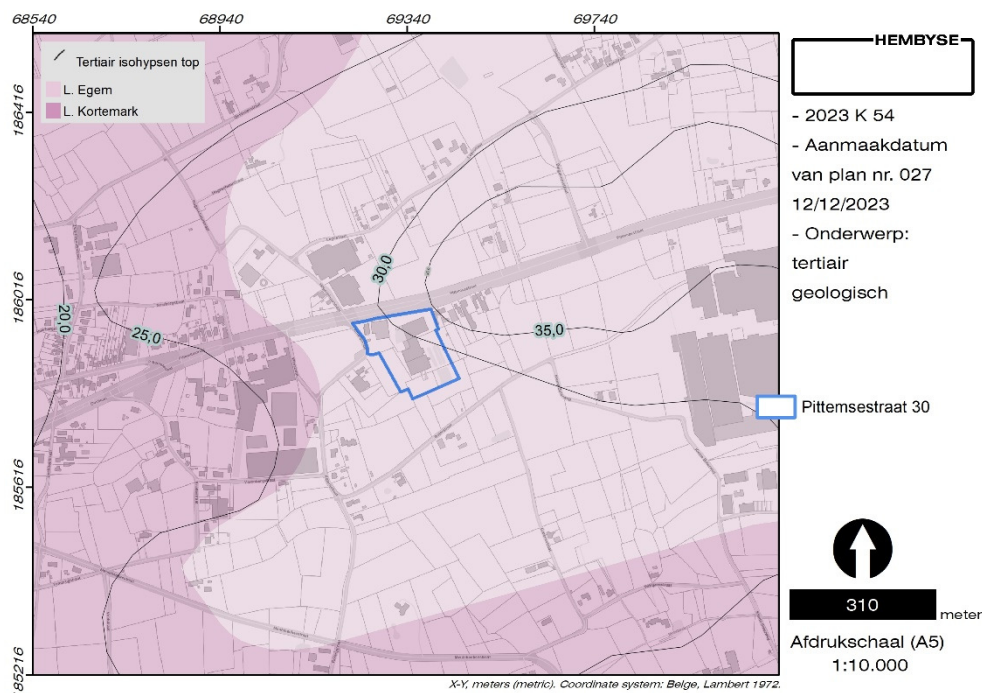 68540
68940
69340
69740
186416
186016
185616
85216
Tertiair isohypsen top
L. Egem
L. Kortemark
20,0
25,0
30,0
35,0
HEMBYSE
- 2023 K 54
- Aanmaakdatum
van plan nr. 027
12/12/2023
- Onderwerp:
tertiair
geologisch
Pittemsestraat 30
310
meter
Afdrukschaal (A5)
1:10.000
X-Y, meters (metric). Coordinate system: Belge, Lambert 1972.